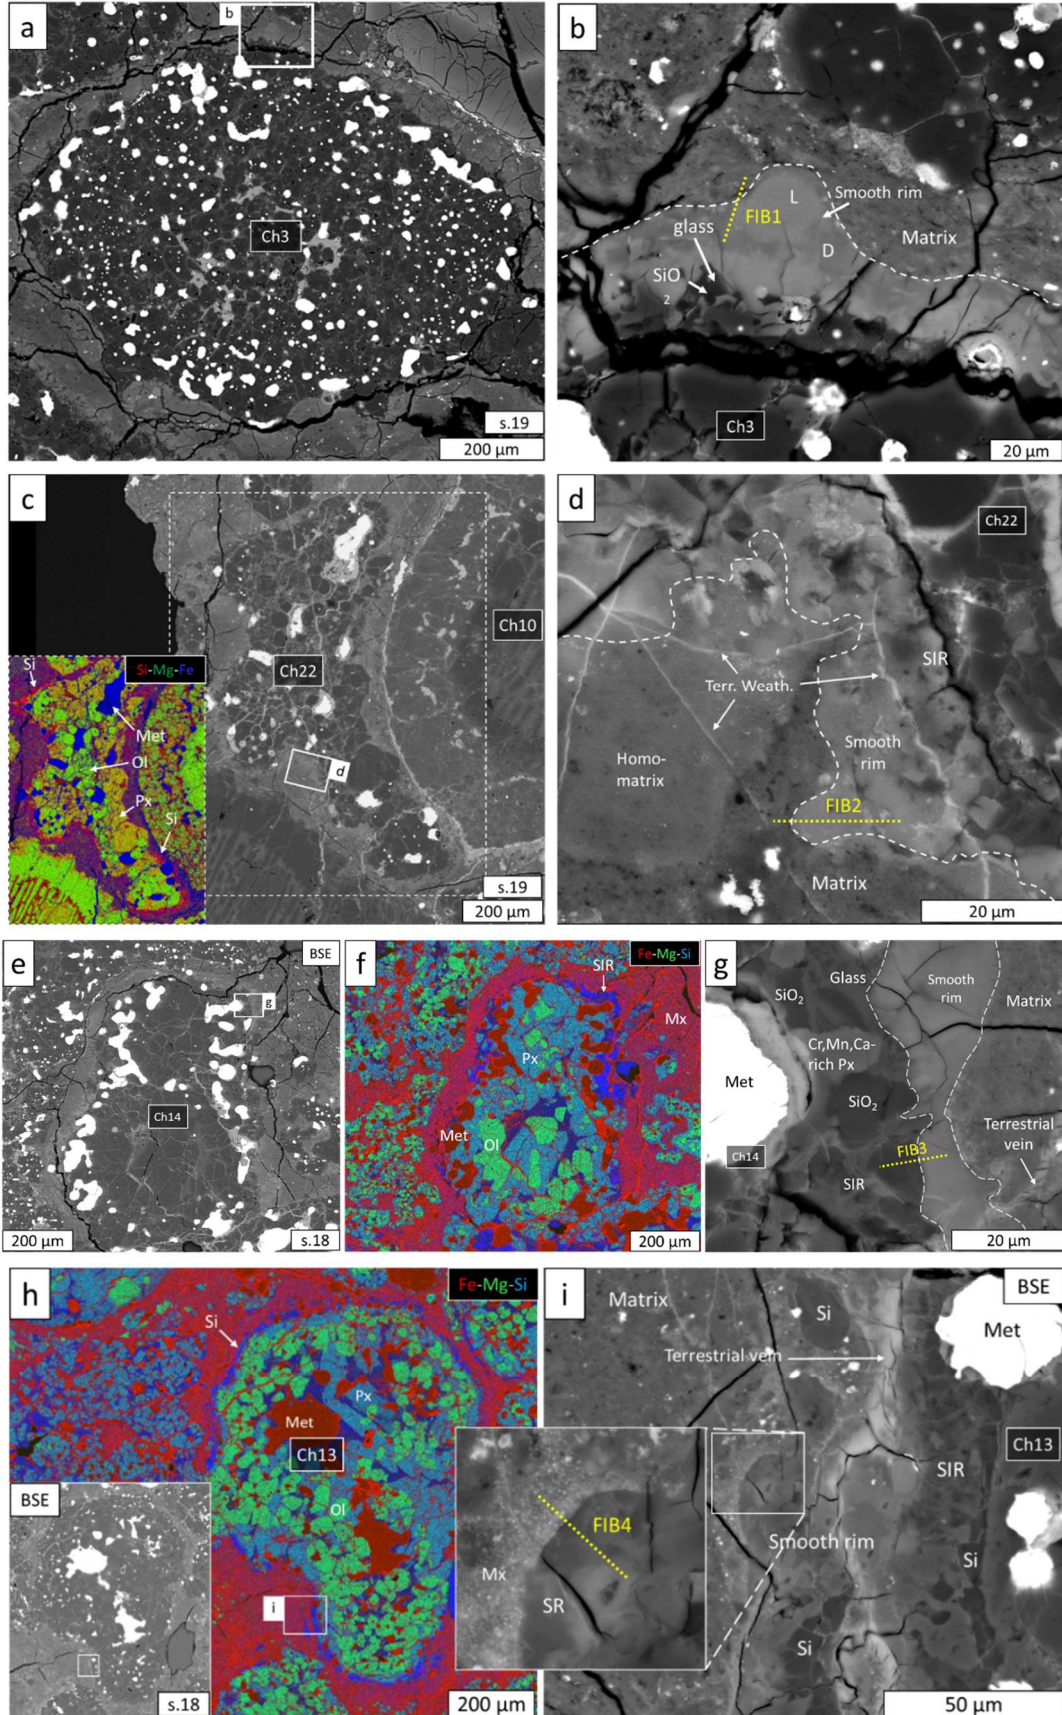 a
b
Ch3
s.19
200 µm
b
L
Smooth
rim
FIB1
glass
D
Matrix
SiO
2
Ch3
20 µm
c
Ch10
Ch22
Si-Mg-Fe
Si
Met
Ol
Px
Si
d
s.19
200 µm
d
Ch22
SIR
Terr. Weath.
Homo-
matrix
Smooth
rim
FIB2
Matrix
20 µm
e
BSE
g
Ch14
200 µm
s.18
f
Fe-Mg-Si
SIR
Mx
Px
Met
Ol
200 µm
g
Glass
Smooth
rim
SiO₂
Matrix
Cr,Mn,Ca-
rich Px
Met
SiO₂
Terrestrial
vein
FIB3
Ch14
SIR
20 µm
h
Fe-Mg-Si
Si
Px
Met
Ch13
Ol
BSE
i
s.18
200 µm
i
BSE
Matrix
Si
Met
Terrestrial vein
Ch13
SIR
FIB4
Smooth rim
Mx
Si
SR
Si
50 µm